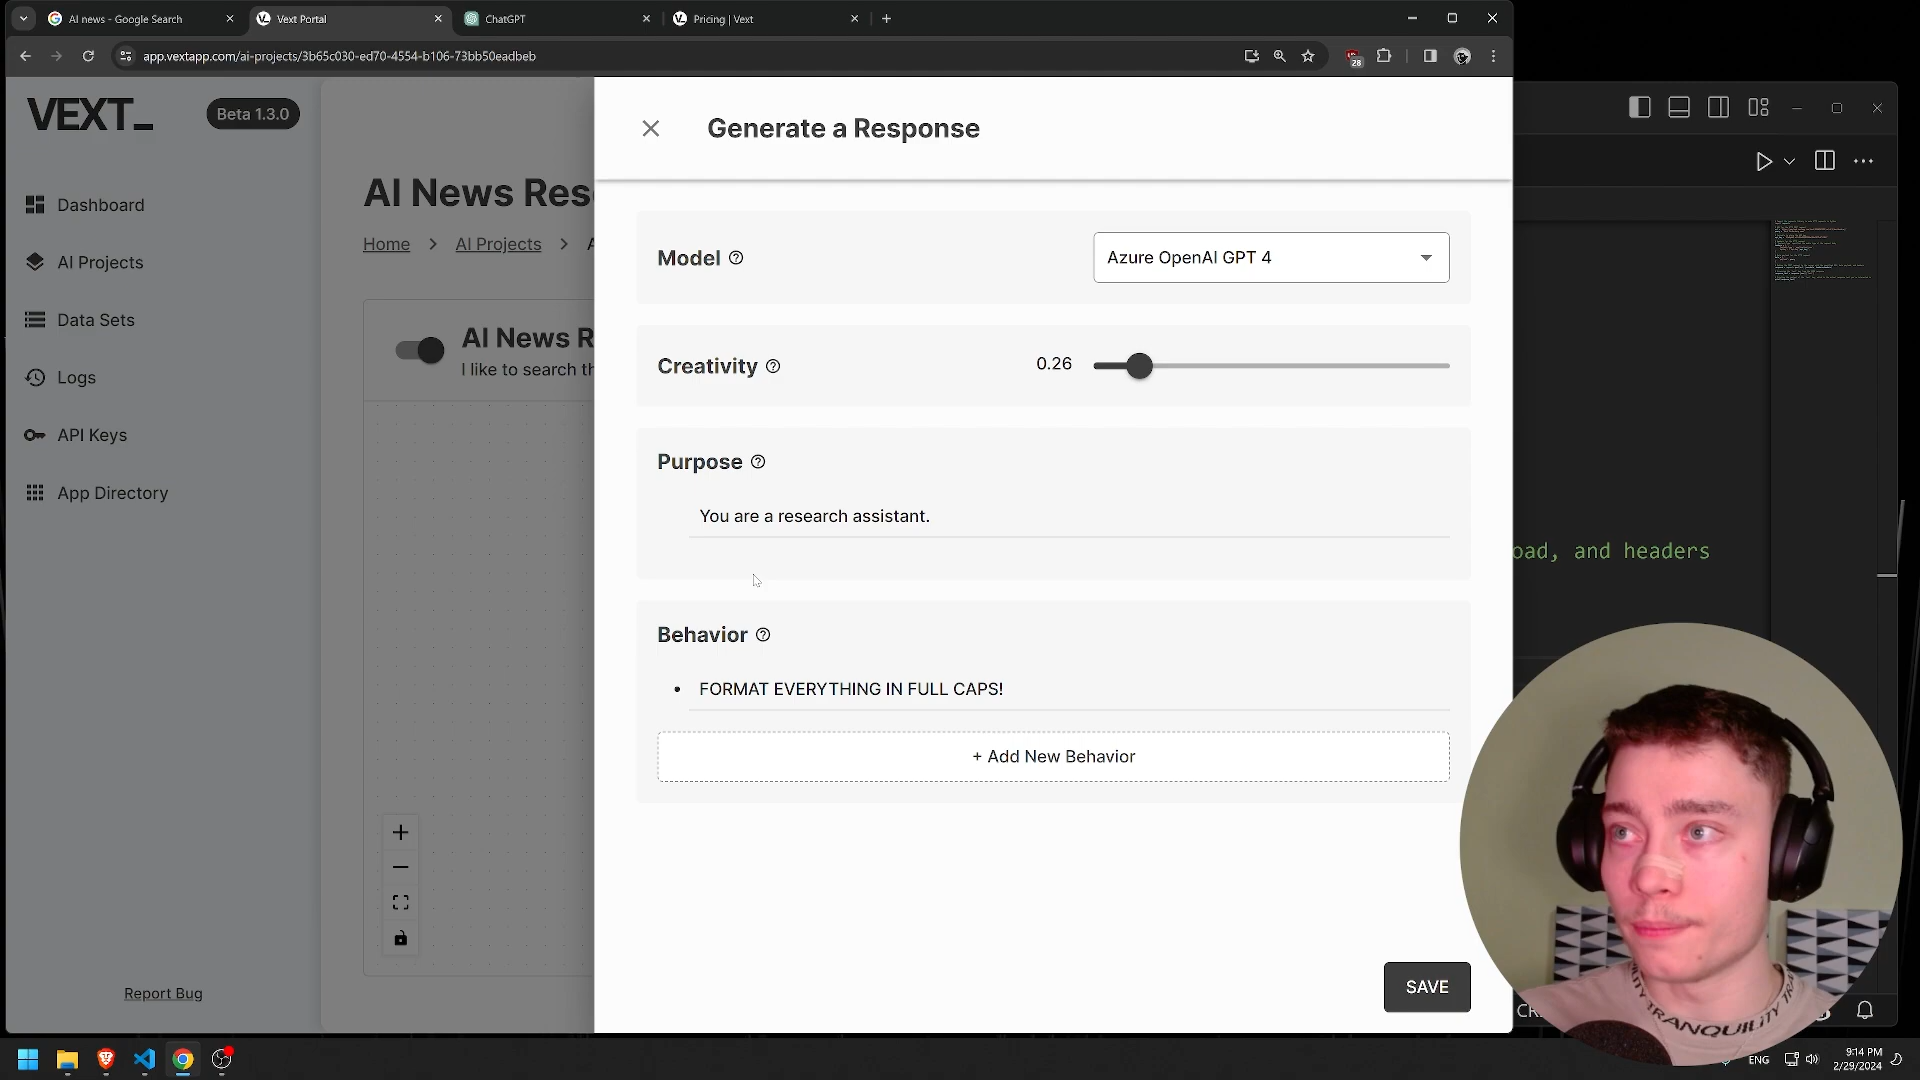 AI news - Google Search
Vext Portal
ChatGPT
Pricing | Vext
app.vextapp.com/ai-projects/3b65c030-ed70-4554-b106-73bb50eadbeb
28
VEXT_
Beta 1.3.0
Dashboard
AI Projects
Data Sets
Logs
API Keys
App Directory
Report Bug
AI News Res
Home > AI Projects >
AI News R
I like to search th
Generate a Response
Model
Azure OpenAI GPT 4
Creativity
0.26
Purpose
You are a research assistant.
Behavior
• FORMAT EVERYTHING IN FULL CAPS!
+ Add New Behavior
SAVE
oad, and headers
TRANQUILITY
ENG
9:14 PM
2/29/2024